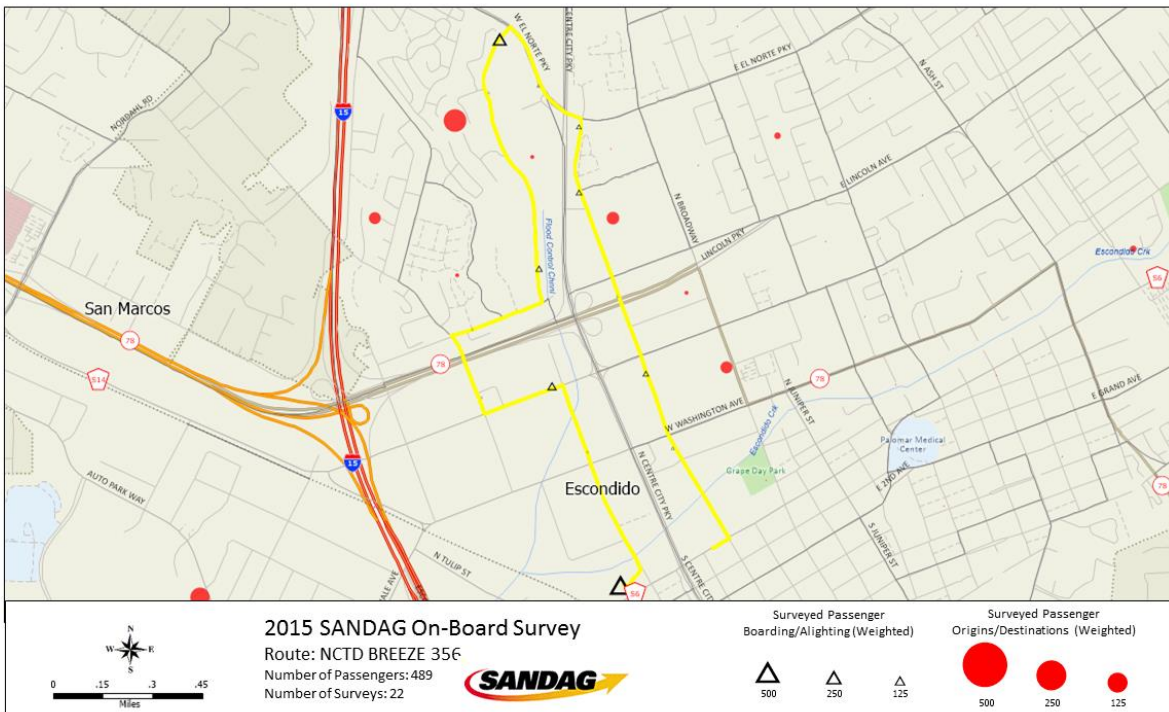 W EL NORTE PKY
CENTRE CITY PKY
E EL NORTE PKY
N ASH ST
15
NORDAHL RD
E LINCOLN AVE
N BROADWAY
LINCOLN PKY
Flood Control Chnnl
Escondido Crk
56
San Marcos
78
78
514
78
N JUNIPER ST
E GRAND AVE
W WASHINGTON AVE
Escondido Crk
Palomar Medical
Center
15
Grape Day Park
E 2ND AVE
78
AUTO PARK WAY
Escondido
N CENTRE CITY PKY
S JUNIPER ST
N TULIP ST
S CENTRE CITY
ALE AVE
56
N
W E
S
0 .15 .3 .45
Miles
2015 SANDAG On-Board Survey
Route: NCTD BREEZE 356
Number of Passengers: 489
Number of Surveys: 22
SANDAG
Surveyed Passenger
Boarding/Alighting (Weighted)
500 250 125
Surveyed Passenger
Origins/Destinations (Weighted)
500 250 125